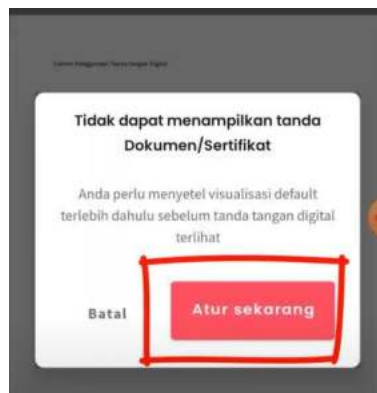 Tidak dapat menampilkan tanda
Dokumen/Sertifikat
Anda perlu menyetel visualisasi default
terlebih dahulu sebelum tanda tangan digital
terlihat
Batal
Atur sekarang